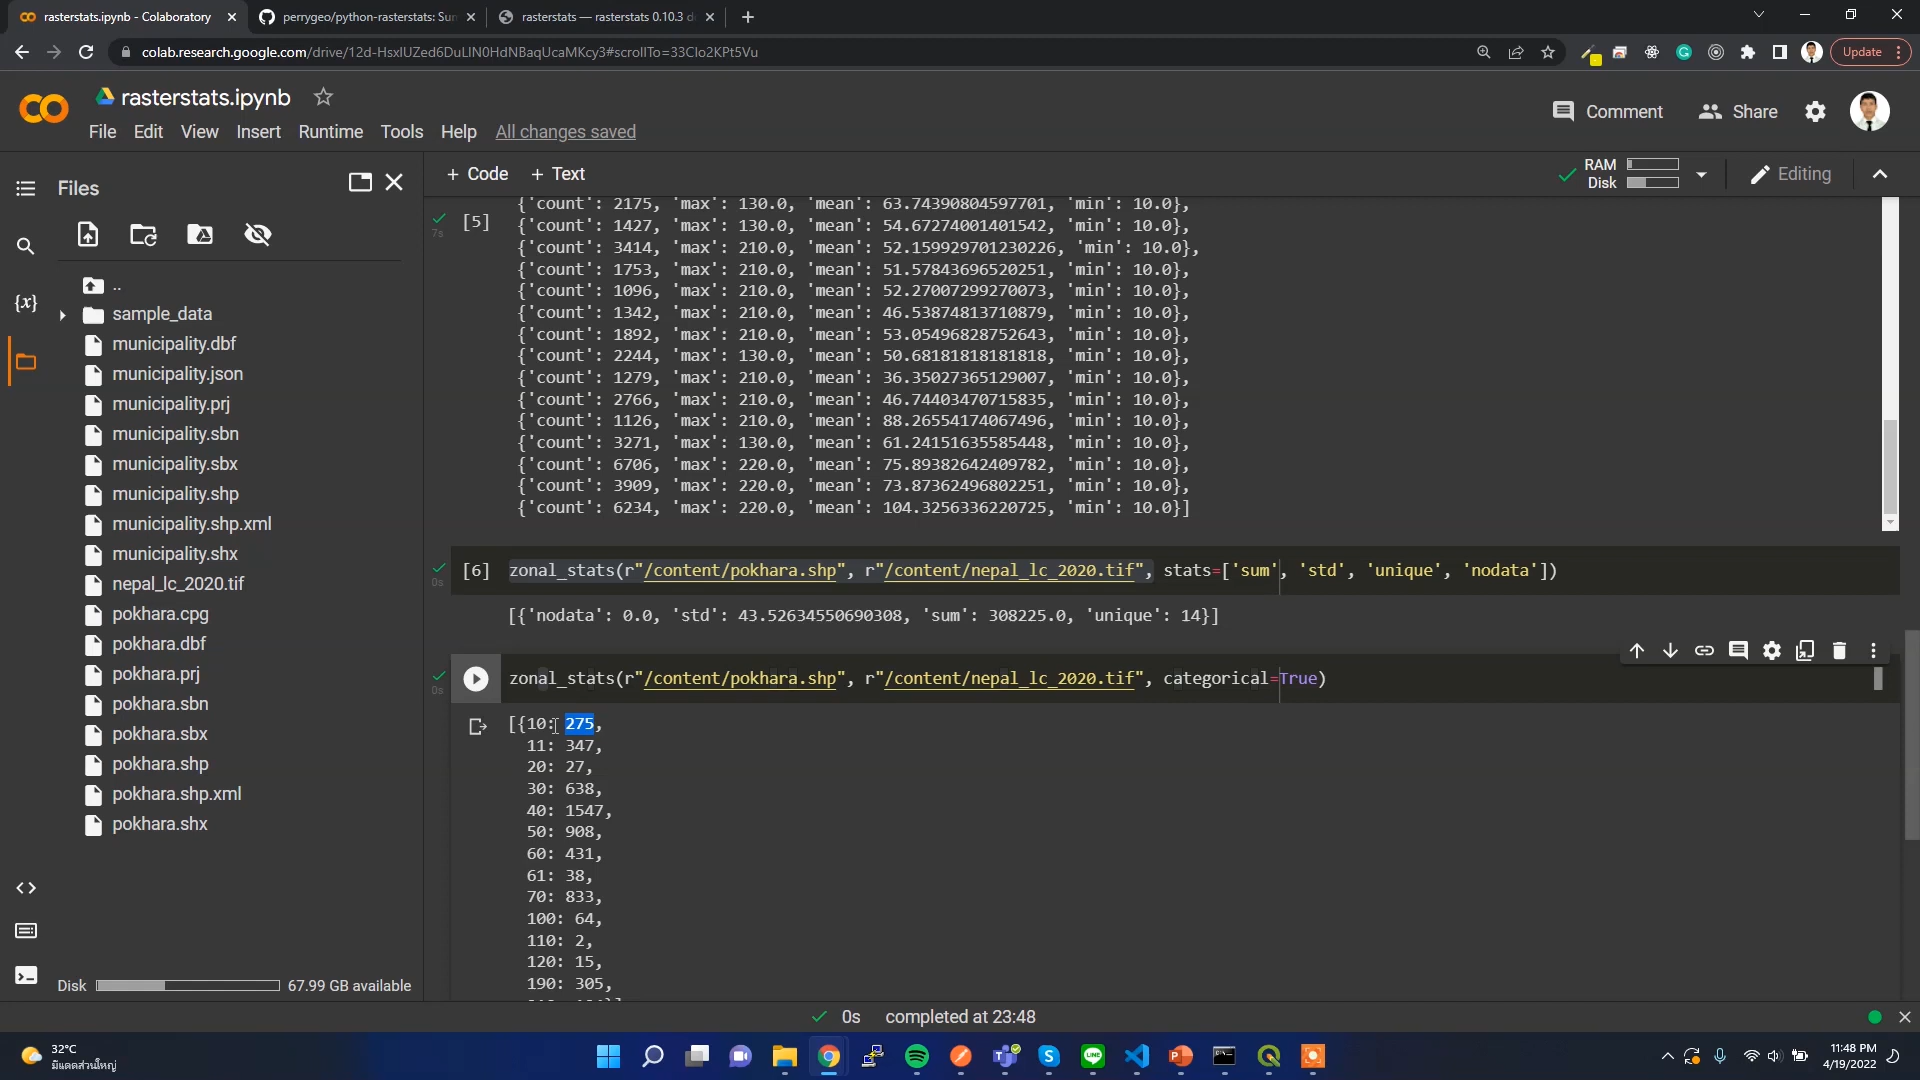 rasterstats.ipynb - Colaboratory
perrygeo/python-rasterstats: Sum
rasterstats — rasterstats 0.10.3 d
colab.research.google.com/drive/12d-HsxlUZed6DuLlN0HdNBaqUcaMKcy3#scrollTo=33CIo2KPt5Vu
Update
rasterstats.ipynb
File Edit View Insert Runtime Tools Help All changes saved
Comment
Share
Files
+ Code + Text
RAM
Disk
Editing
..
sample_data
municipality.dbf
municipality.json
municipality.prj
municipality.sbn
municipality.sbx
municipality.shp
municipality.shp.xml
municipality.shx
nepal_lc_2020.tif
pokhara.cpg
pokhara.dbf
pokhara.prj
pokhara.sbn
pokhara.sbx
pokhara.shp
pokhara.shp.xml
pokhara.shx
Disk 67.99 GB available
[5]
7s
{'count': 2175, 'max': 130.0, 'mean': 63.74390804597701, 'min': 10.0},
{'count': 1427, 'max': 130.0, 'mean': 54.67274001401542, 'min': 10.0},
{'count': 3414, 'max': 210.0, 'mean': 52.159929701230226, 'min': 10.0},
{'count': 1753, 'max': 210.0, 'mean': 51.57843696520251, 'min': 10.0},
{'count': 1096, 'max': 210.0, 'mean': 52.27007299270073, 'min': 10.0},
{'count': 1342, 'max': 210.0, 'mean': 46.53874813710879, 'min': 10.0},
{'count': 1892, 'max': 210.0, 'mean': 53.05496828752643, 'min': 10.0},
{'count': 2244, 'max': 130.0, 'mean': 50.68181818181818, 'min': 10.0},
{'count': 1279, 'max': 210.0, 'mean': 36.35027365129007, 'min': 10.0},
{'count': 2766, 'max': 210.0, 'mean': 46.74403470715835, 'min': 10.0},
{'count': 1126, 'max': 210.0, 'mean': 88.26554174067496, 'min': 10.0},
{'count': 3271, 'max': 130.0, 'mean': 61.24151635585448, 'min': 10.0},
{'count': 6706, 'max': 220.0, 'mean': 75.89382642409782, 'min': 10.0},
{'count': 3909, 'max': 220.0, 'mean': 73.87362496802251, 'min': 10.0},
{'count': 6234, 'max': 220.0, 'mean': 104.3256336220725, 'min': 10.0}]
[6] zonal_stats(r"/content/pokhara.shp", r"/content/nepal_lc_2020.tif", stats=['sum', 'std', 'unique', 'nodata'])
0s
[{'nodata': 0.0, 'std': 43.52634550690308, 'sum': 308225.0, 'unique': 14}]
zonal_stats(r"/content/pokhara.shp", r"/content/nepal_lc_2020.tif", categorical=True)
0s
[{10: 275,
11: 347,
20: 27,
30: 638,
40: 1547,
50: 908,
60: 431,
61: 38,
70: 833,
100: 64,
110: 2,
120: 15,
190: 305,
0s completed at 23:48
32°C
มีแดดส่วนใหญ่
11:48 PM
4/19/2022